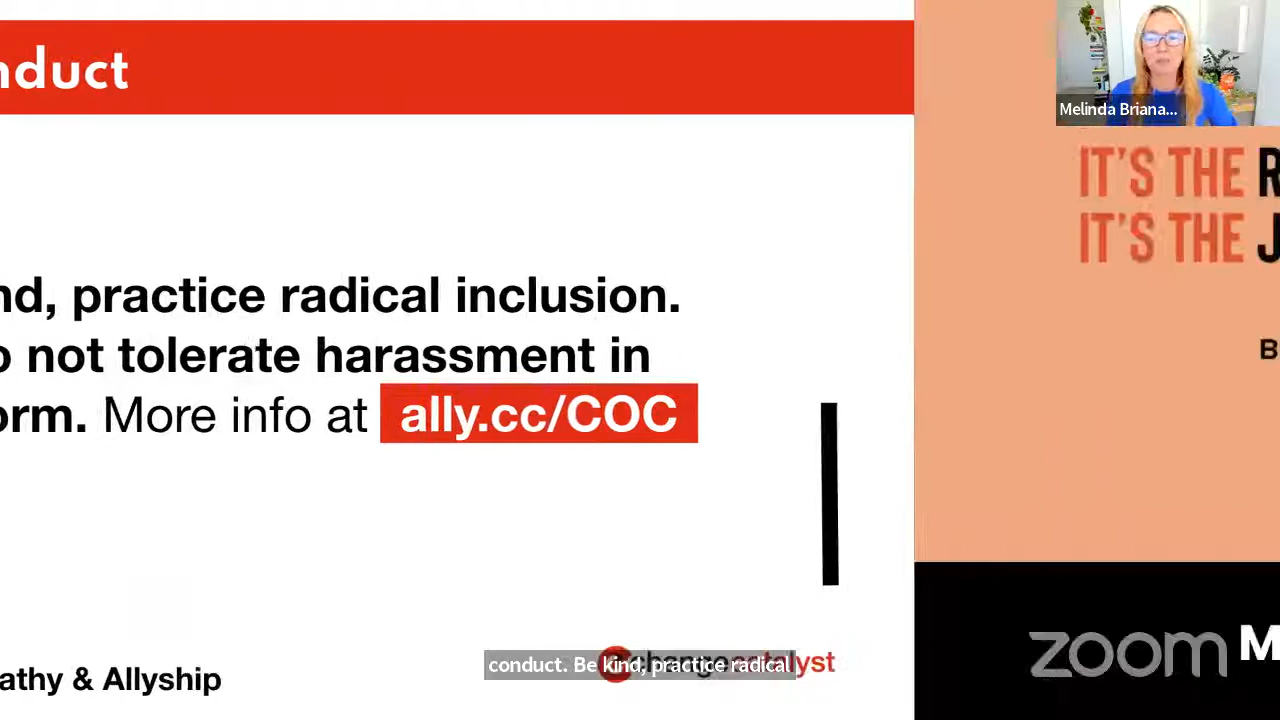 nduct
nd, practice radical inclusion.
o not tolerate harassment in
orm. More info at ally.cc/COC
athy & Allyship
changecatalyst
conduct. Be kind, practice radical
Melinda Briana...
IT'S THE R
IT'S THE J
B
zoom
M